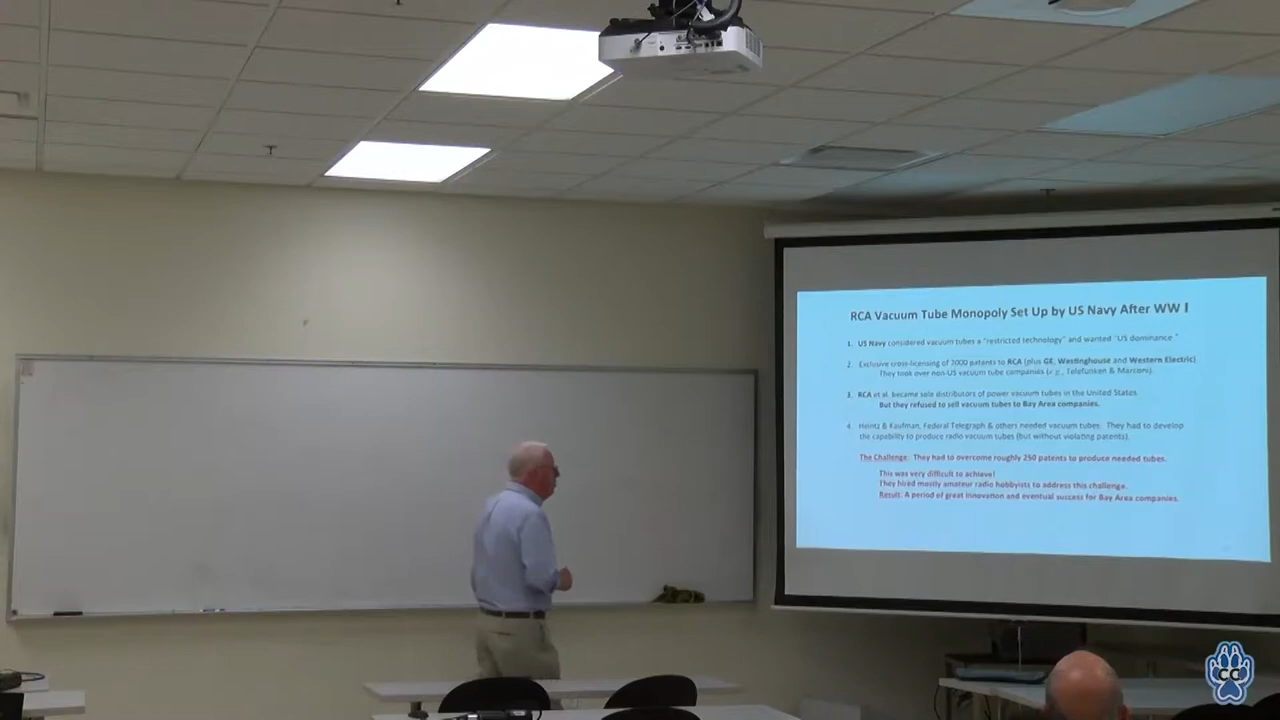 RCA Vacuum Tube Monopoly Set Up by US Navy After WW I
1. US Navy considered vacuum tubes a "restricted technology" and wanted "US dominance"
2. Exclusive cross-licensing of 2000 patents to RCA (plus GE, Westinghouse and Western Electric).
They took over non-US vacuum tube companies (e.g., Telefunken & Marconi).
3. RCA et al. became sole distributors of power vacuum tubes in the United States
But they refused to sell vacuum tubes to Bay Area companies.
4. Heintz & Kaufman, Federal Telegraph & others needed vacuum tubes. They had to develop
the capability to produce radio vacuum tubes (but without violating patents).
The Challenge: They had to overcome roughly 250 patents to produce needed tubes.
This was very difficult to achieve!
They hired mostly amateur radio hobbyists to address this challenge.
Result: A period of great innovation and eventual success for Bay Area companies.
CC